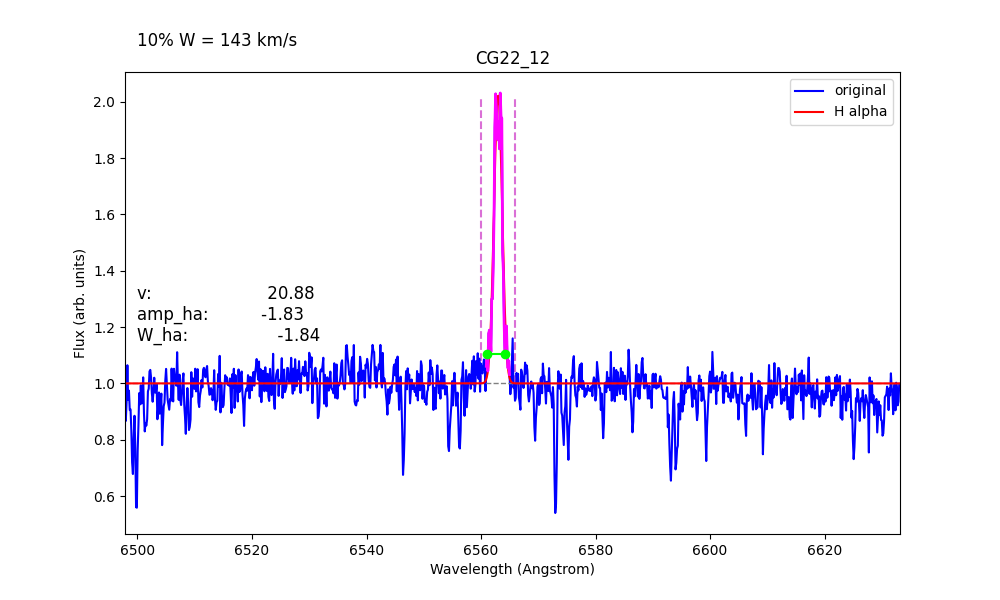 10% W = 143 km/s
CG22_12
original
H alpha
2.0
1.8
1.6
1.4
1.2
1.0
0.8
0.6
Flux (arb. units)
v: 20.88
amp_ha: -1.83
W_ha: -1.84
6500 6520 6540 6560 6580 6600 6620
Wavelength (Angstrom)